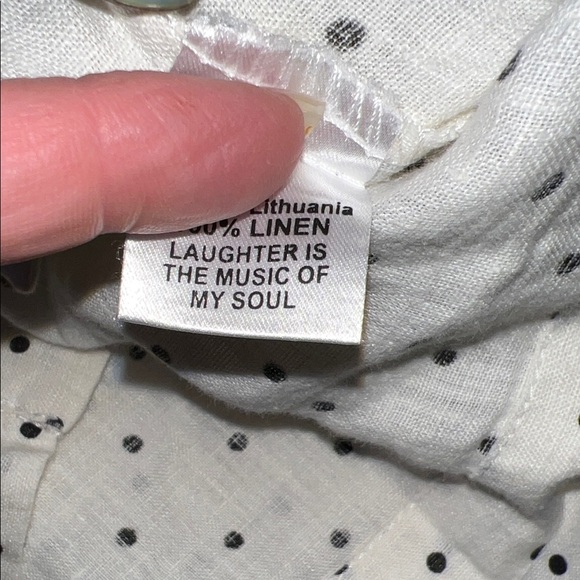 Lithuania
00% LINEN
LAUGHTER IS
THE MUSIC OF
MY SOUL